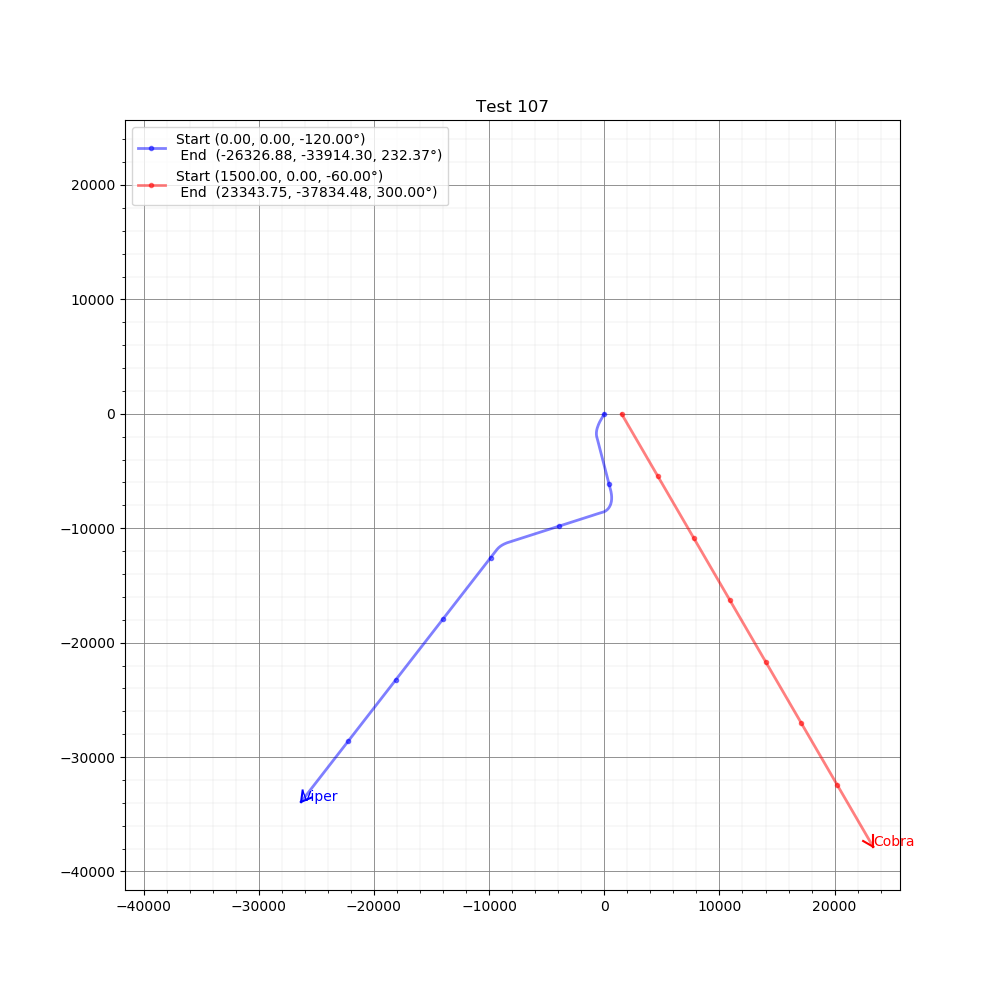 Test 107
Start (0.00, 0.00, -120.00°)
End (-26326.88, -33914.30, 232.37°)
Start (1500.00, 0.00, -60.00°)
End (23343.75, -37834.48, 300.00°)
20000
10000
0
−10000
−20000
−30000
−40000
Viper
Cobra
−40000 −30000 −20000 −10000 0 10000 20000